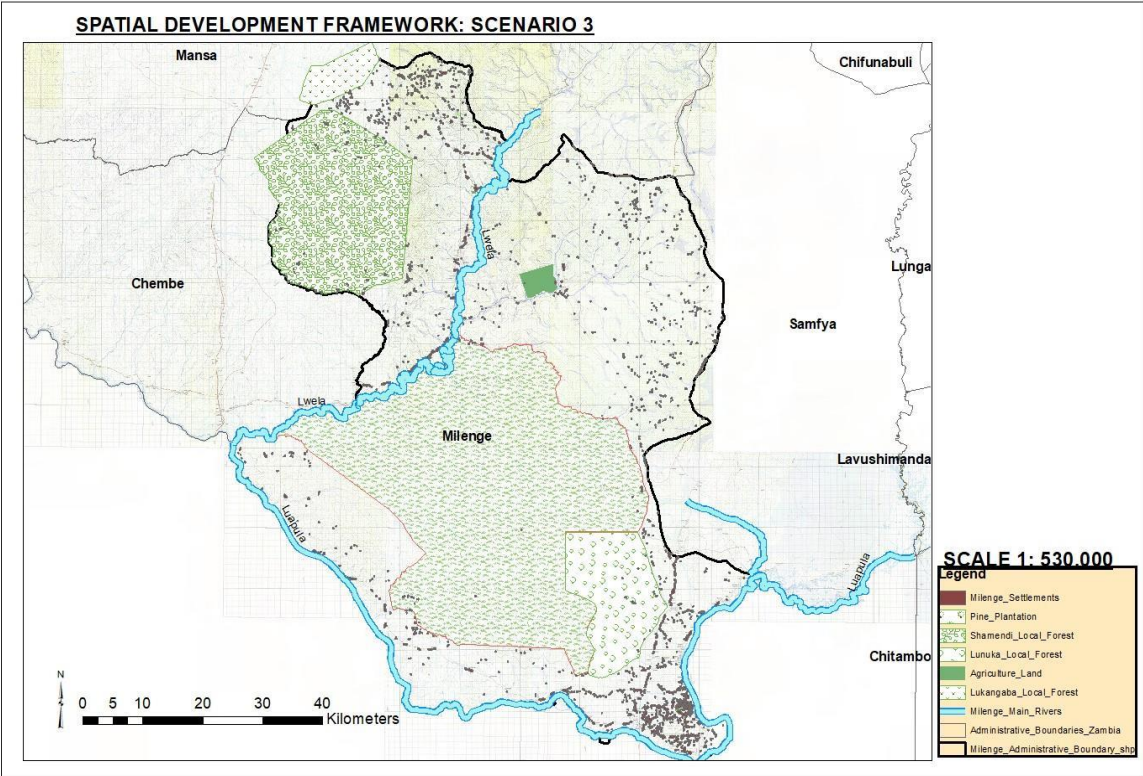 SPATIAL DEVELOPMENT FRAMEWORK: SCENARIO 3
Mansa
Chifunabuli
Lwela
Lunga
Chembe
Samfya
Lwela
Milenge
Lavushimanda
Luapula
Luapula
Chitambo
N
0 5 10 20 30 40
Kilometers
SCALE 1: 530,000
Legend
Milenge_Settlements
Pine_Plantation
Shamendi_Local_Forest
Lunuka_Local_Forest
Agriculture_Land
Lukangaba_Local_Forest
Milenge_Main_Rivers
Administrative_Boundaries_Zambia
Milenge_Administrative_Boundary_shp